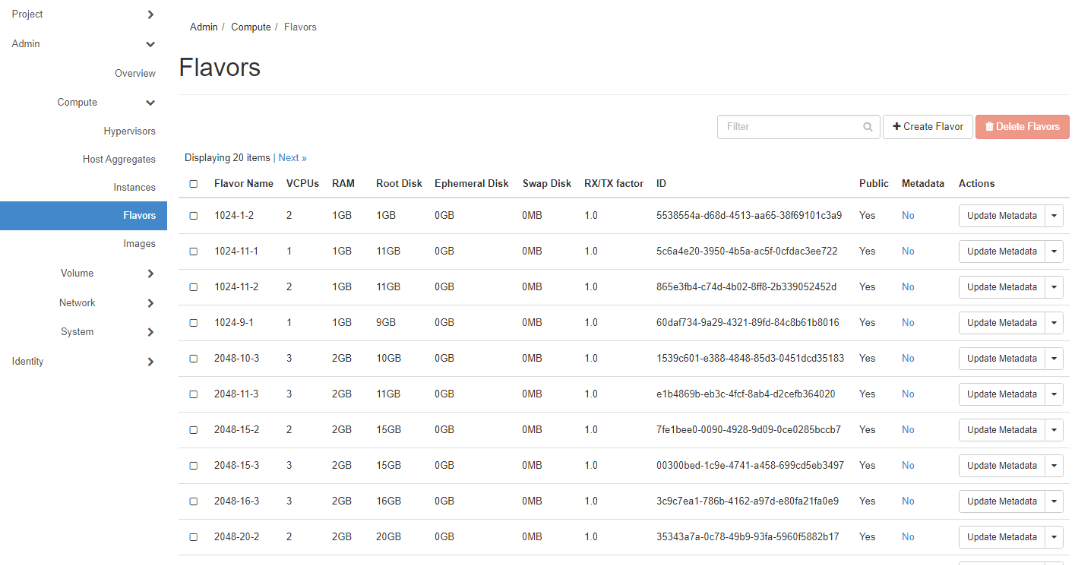 Project
Admin
Overview
Compute
Hypervisors
Host Aggregates
Instances
Flavors
Images
Volume
Network
System
Identity
Admin / Compute / Flavors
Flavors
Filter
Create Flavor
Delete Flavors
Displaying 20 items | Next »
Flavor Name VCPUs RAM Root Disk Ephemeral Disk Swap Disk RX/TX factor ID Public Metadata Actions
1024-1-2 2 1GB 1GB 0GB 0MB 1.0 5538554a-d68d-4513-aa65-38f69101c3a9 Yes No Update Metadata
1024-11-1 1 1GB 11GB 0GB 0MB 1.0 5c6a4e20-3950-4b5a-ac5f-0cfdac3ee722 Yes No Update Metadata
1024-11-2 2 1GB 11GB 0GB 0MB 1.0 865e3fb4-c74d-4b02-8ff8-2b339052452d Yes No Update Metadata
1024-9-1 1 1GB 9GB 0GB 0MB 1.0 60daf734-9a29-4321-89fd-84c8b61b8016 Yes No Update Metadata
2048-10-3 3 2GB 10GB 0GB 0MB 1.0 1539c601-e388-4848-85d3-0451dcd35183 Yes No Update Metadata
2048-11-3 3 2GB 11GB 0GB 0MB 1.0 e1b4869b-eb3c-4fcf-8ab4-d2cefb364020 Yes No Update Metadata
2048-15-2 2 2GB 15GB 0GB 0MB 1.0 7fe1bee0-0090-4928-9d09-0ce0285bccb7 Yes No Update Metadata
2048-15-3 3 2GB 15GB 0GB 0MB 1.0 00300bed-1c9e-4741-a458-699cd5eb3497 Yes No Update Metadata
2048-16-3 3 2GB 16GB 0GB 0MB 1.0 3c9c7ea1-786b-4162-a97d-e80fa21fa0e9 Yes No Update Metadata
2048-20-2 2 2GB 20GB 0GB 0MB 1.0 35343a7a-0c78-49b9-93fa-5960f5882b17 Yes No Update Metadata